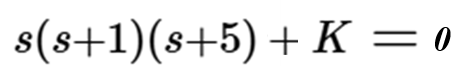 s(s+1)(s+5) + K = 0